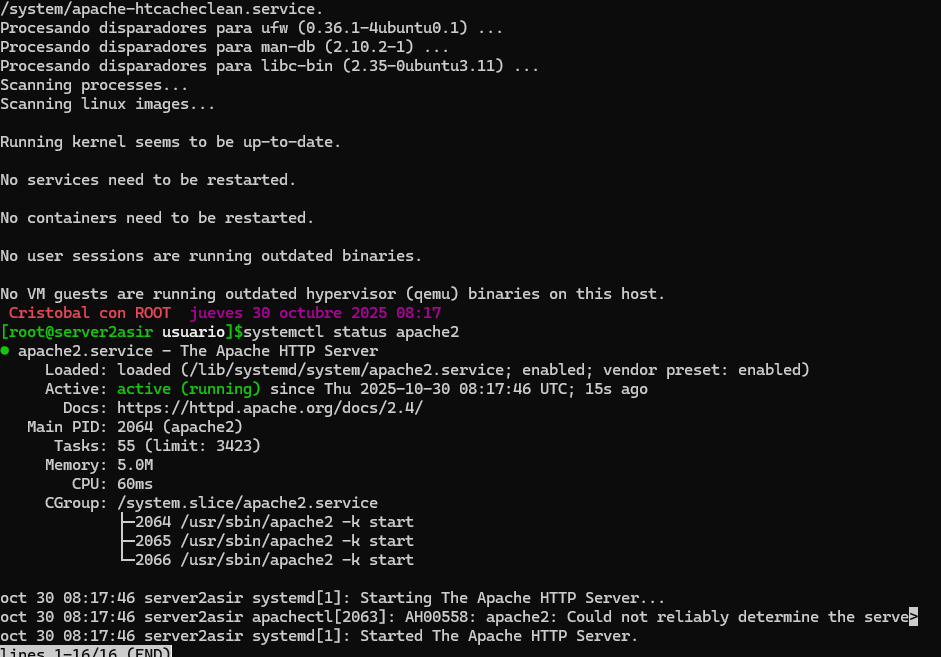 /system/apache-htcacheclean.service.
Procesando disparadores para ufw (0.36.1-4ubuntu0.1) ...
Procesando disparadores para man-db (2.10.2-1) ...
Procesando disparadores para libc-bin (2.35-0ubuntu3.11) ...
Scanning processes...
Scanning linux images...
Running kernel seems to be up-to-date.
No services need to be restarted.
No containers need to be restarted.
No user sessions are running outdated binaries.
No VM guests are running outdated hypervisor (qemu) binaries on this host.
Cristobal con ROOT  jueves 30 octubre 2025 08:17
[root@server2asir usuario]$systemctl status apache2
● apache2.service - The Apache HTTP Server
Loaded: loaded (/lib/systemd/system/apache2.service; enabled; vendor preset: enabled)
Active: active (running) since Thu 2025-10-30 08:17:46 UTC; 15s ago
Docs: https://httpd.apache.org/docs/2.4/
Main PID: 2064 (apache2)
Tasks: 55 (limit: 3423)
Memory: 5.0M
CPU: 60ms
CGroup: /system.slice/apache2.service
├─2064 /usr/sbin/apache2 -k start
├─2065 /usr/sbin/apache2 -k start
└─2066 /usr/sbin/apache2 -k start
oct 30 08:17:46 server2asir systemd[1]: Starting The Apache HTTP Server...
oct 30 08:17:46 server2asir apachectl[2063]: AH00558: apache2: Could not reliably determine the serve>
oct 30 08:17:46 server2asir systemd[1]: Started The Apache HTTP Server.
lines 1-16/16 (END)